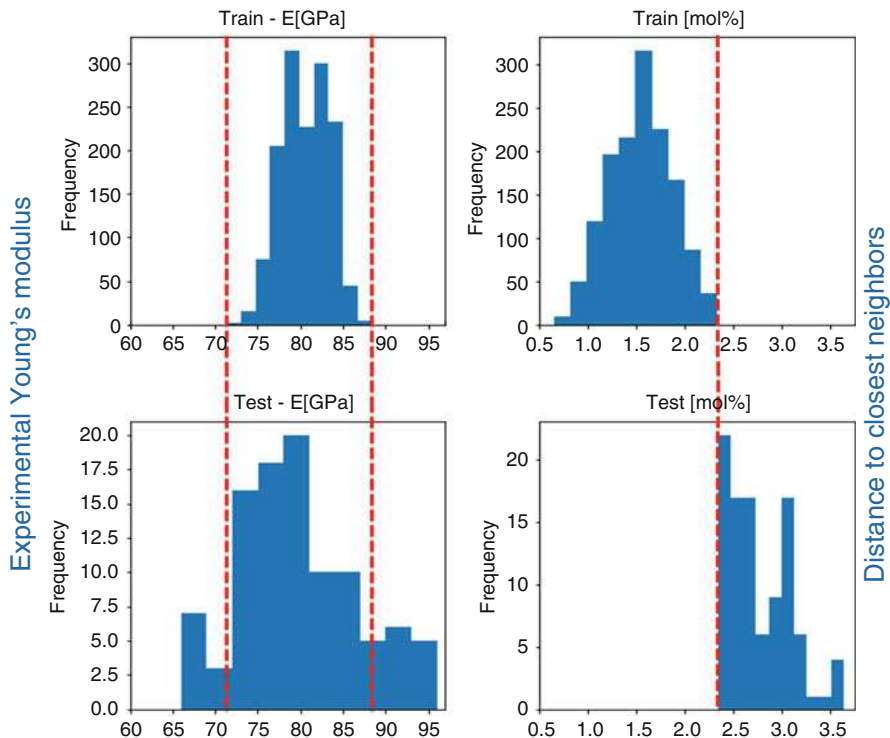 Train - E[GPa]
Train [mol%]
Experimental Young's modulus
Frequency
300
250
200
150
100
50
0
60 65 70 75 80 85 90 95
Frequency
300
250
200
150
100
50
0
0.5 1.0 1.5 2.0 2.5 3.0 3.5
Distance to closest neighbors
Test - E[GPa]
Test [mol%]
Frequency
20.0
17.5
15.0
12.5
10.0
7.5
5.0
2.5
0.0
60 65 70 75 80 85 90 95
Frequency
20
15
10
5
0
0.5 1.0 1.5 2.0 2.5 3.0 3.5